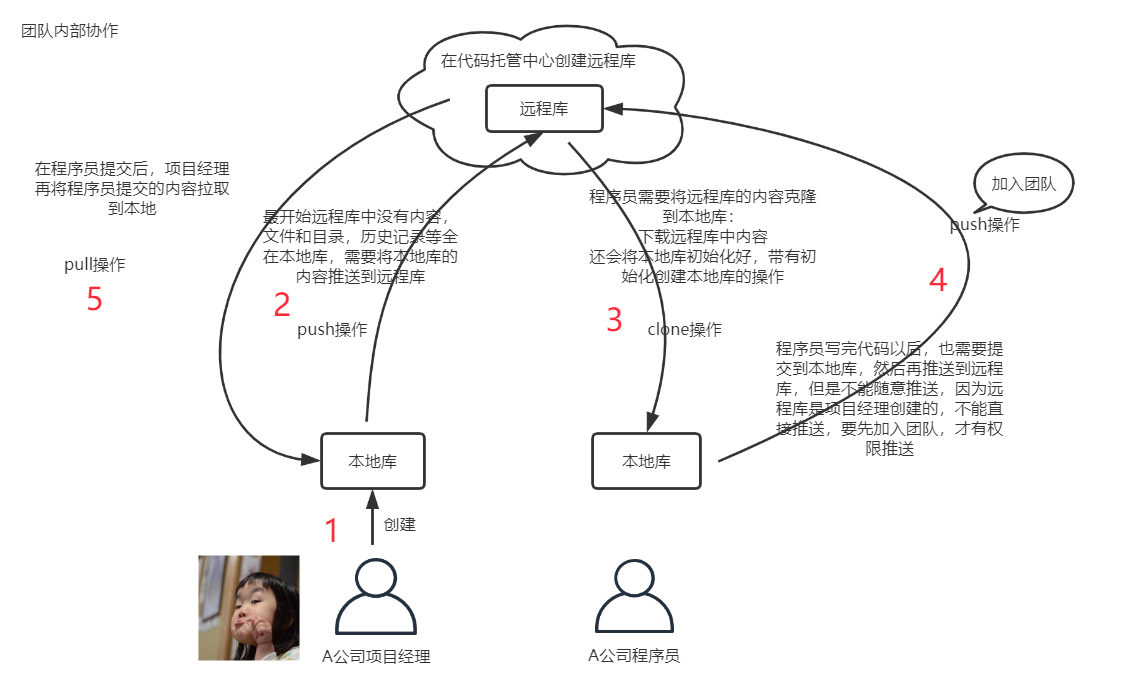 团队内部协作
在代码托管中心创建远程库
远程库
在程序员提交后，项目经理
再将程序员提交的内容拉取
到本地
pull操作
5
最开始远程库中没有内容，
文件和目录，历史记录等全
在本地库，需要将本地库的
内容推送到远程库
2
push操作
程序员需要将远程库的内容克隆
到本地库：
下载远程库中内容
还会将本地库初始化好，带有初
始化创建本地库的操作
3
clone操作
加入团队
push操作
4
程序员写完代码以后，也需要提
交到本地库，然后再推送到远程
库，但是不能随意推送，因为远
程库是项目经理创建的，不能直
接推送，要先加入团队，才有权
限推送
本地库
本地库
1
创建
A公司项目经理
A公司程序员